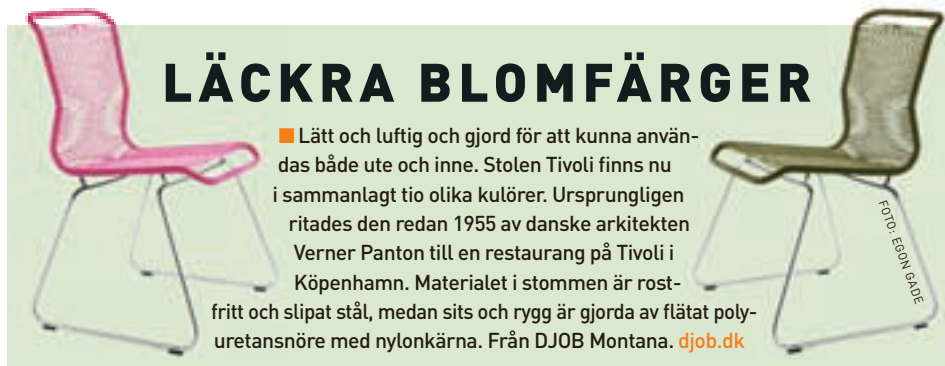 LÄCKRA BLOMFÄRGER
■ Lätt och luftig och gjord för att kunna använ-
das både ute och inne. Stolen Tivoli finns nu
i sammanlagt tio olika kulörer. Ursprungligen
ritades den redan 1955 av danske arkitekten
Verner Panton till en restaurang på Tivoli i
Köpenhamn. Materialet i stommen är rost-
fritt och slipat stål, medan sits och rygg är gjorda av flätat poly-
uretansnöre med nylonkärna. Från DJOB Montana. djob.dk
FOTO: EGON GADE